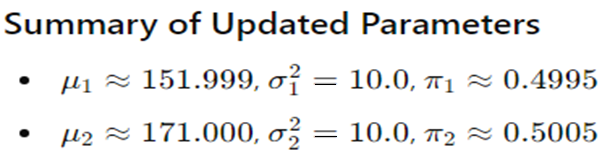 Summary of Updated Parameters
• μ₁ ≈ 151.999, σ₁² = 10.0, π₁ ≈ 0.4995
• μ₂ ≈ 171.000, σ₂² = 10.0, π₂ ≈ 0.5005